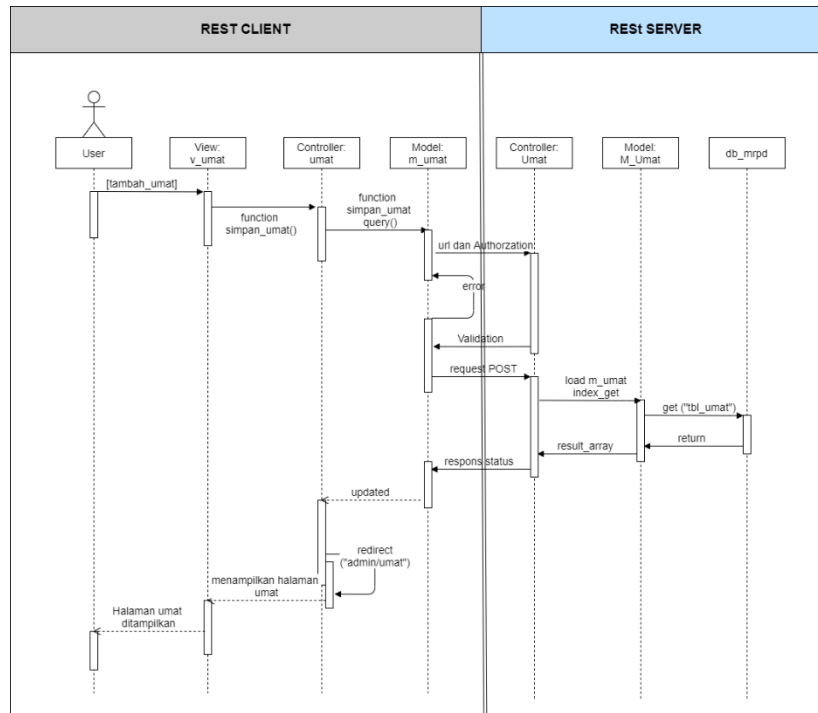 REST CLIENT
RESt SERVER
User
View:
v_umat
Controller:
umat
Model:
m_umat
Controller:
Umat
Model:
M_Umat
db_mrpd
[tambah_umat]
function
simpan_umat()
function
simpan_umat
query()
url dan Authorzation
error
Validation
request POST
load m_umat
index_get
get ("tbl_umat")
return
result_array
respons status
updated
redirect
("admin/umat")
menampilkan halaman
umat
Halaman umat
ditampilkan